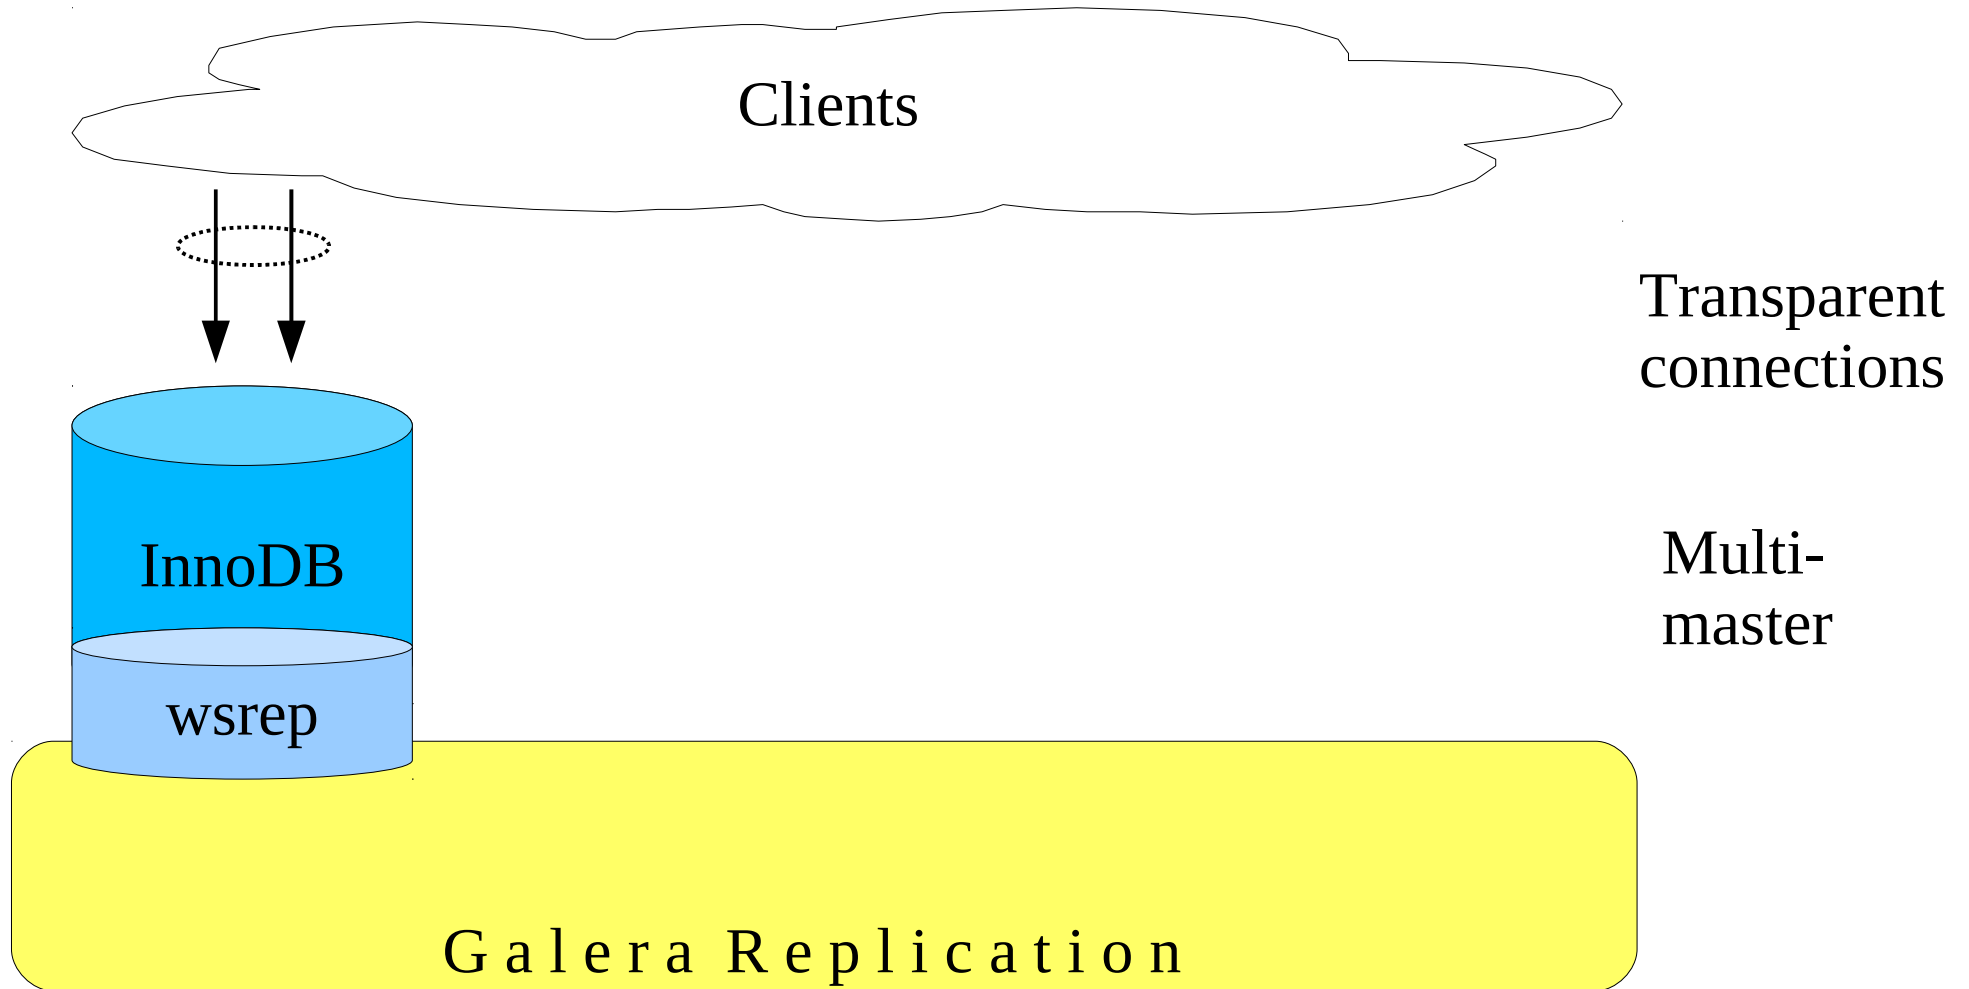 Clients
Transparent
connections
InnoDB
Multi-
master
wsrep
Galera Replication